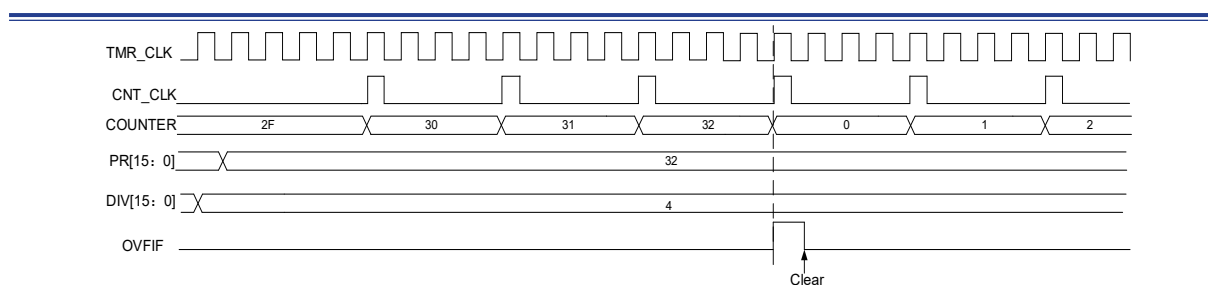 TMR_CLK
CNT_CLK
COUNTER 2F 30 31 32 0 1 2
PR[15：0] 32
DIV[15：0] 4
OVFIF
Clear